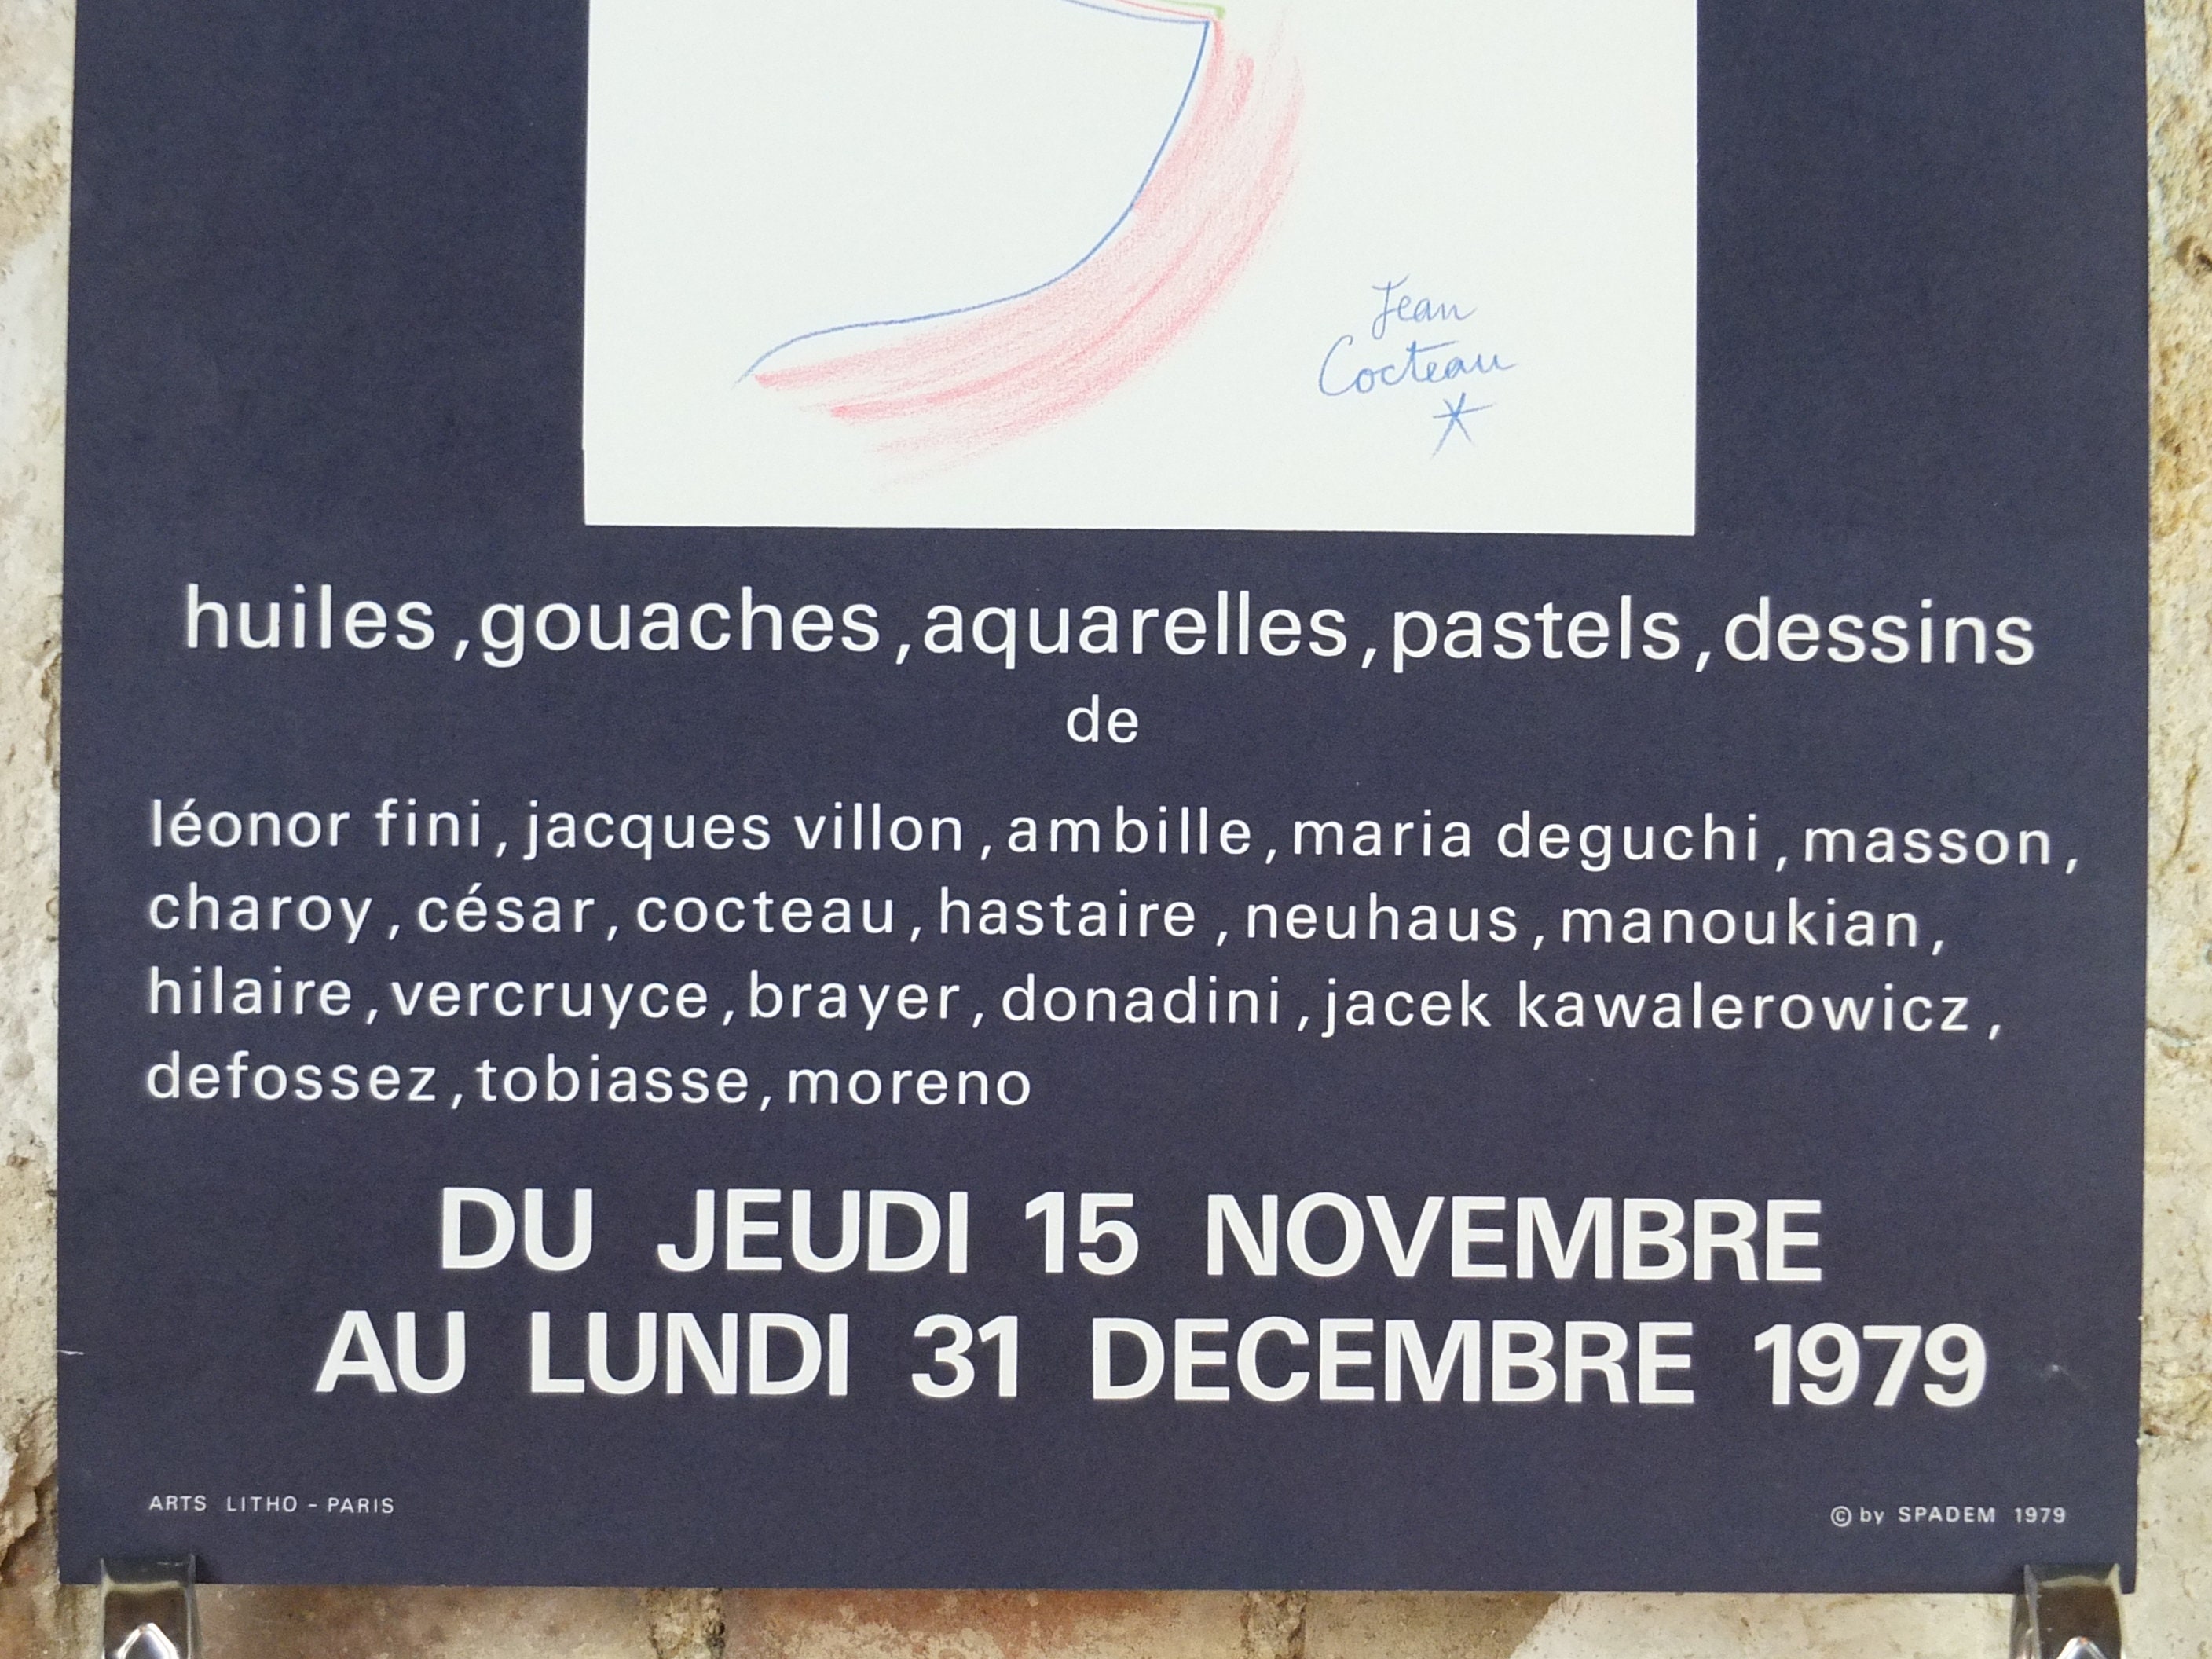 Jean
Cocteau
huiles,gouaches,aquarelles,pastels,dessins
de
léonor fini,jacques villon,ambille,maria deguchi,masson,
charoy,césar,cocteau,hastaire,neuhaus,manoukian,
hilaire,vercruyce,brayer,donadini,jacek kawalerowicz,
defossez,tobiasse,moreno
DU JEUDI 15 NOVEMBRE
AU LUNDI 31 DECEMBRE 1979
ARTS LITHO - PARIS
© by SPADEM 1979